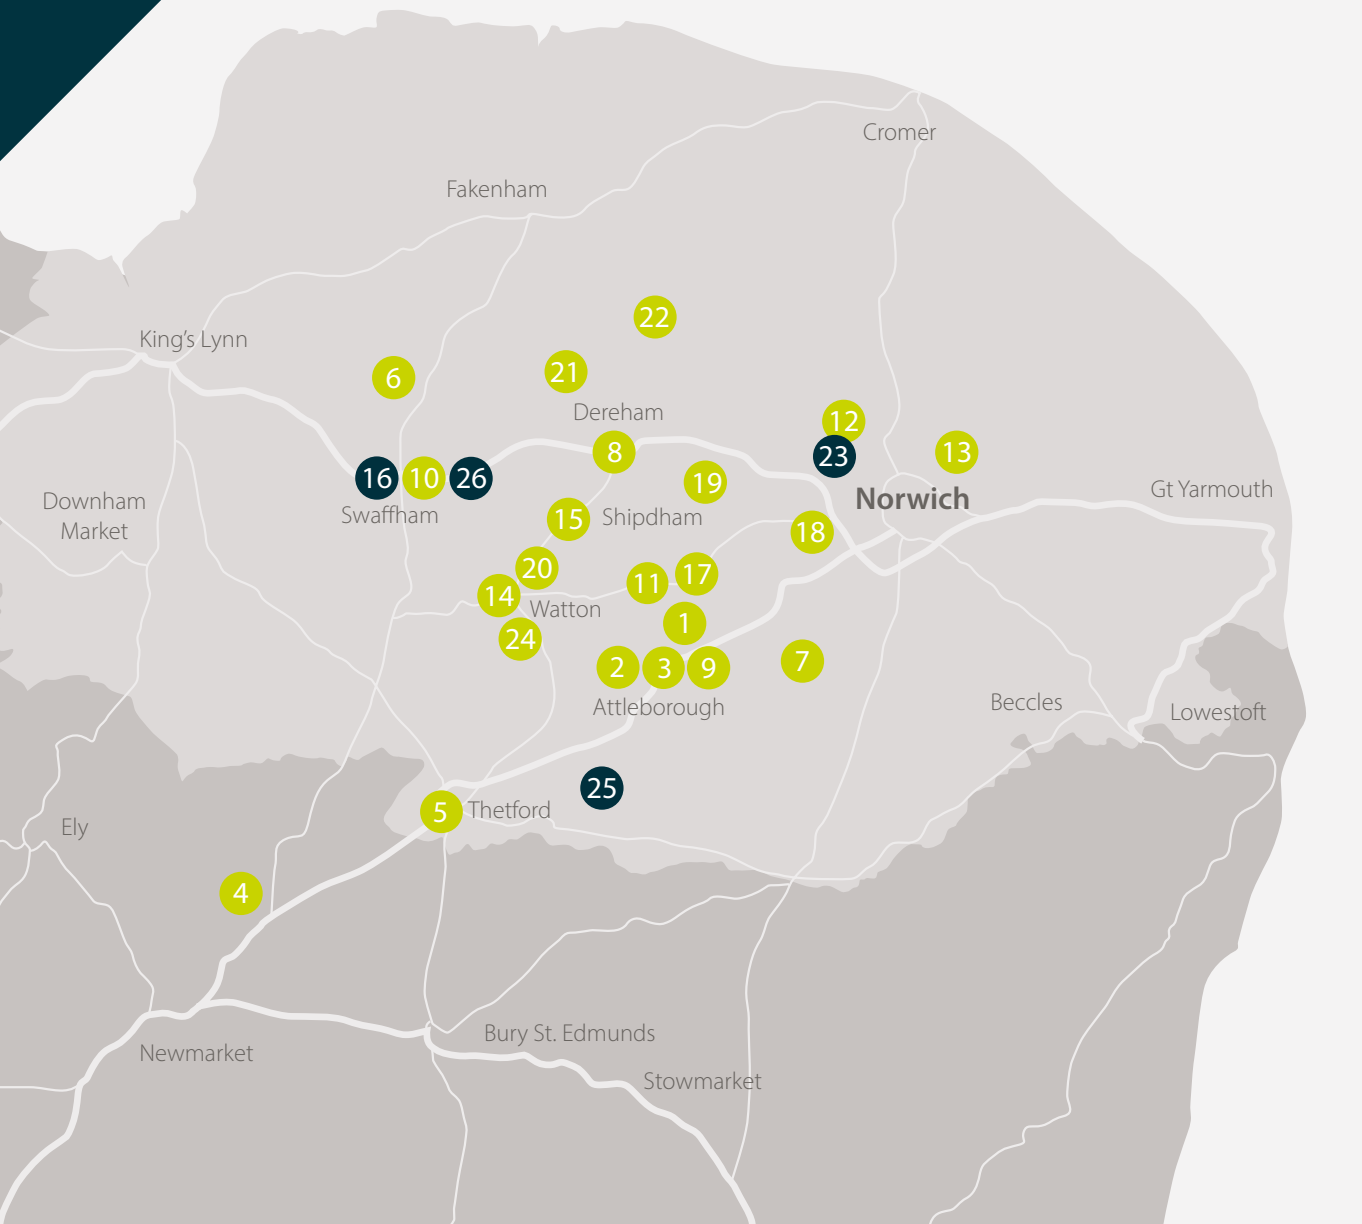 Cromer
Fakenham
22
King's Lynn
21
6
Dereham
12
8
23
13
16
10
26
19
Gt Yarmouth
Downham
Market
Norwich
Swaffham
15
Shipdham
18
20
11
17
14
Watton
1
24
2
3
9
7
Attleborough
Beccles
Lowestoft
25
5
Thetford
Ely
4
Bury St. Edmunds
Newmarket
Stowmarket